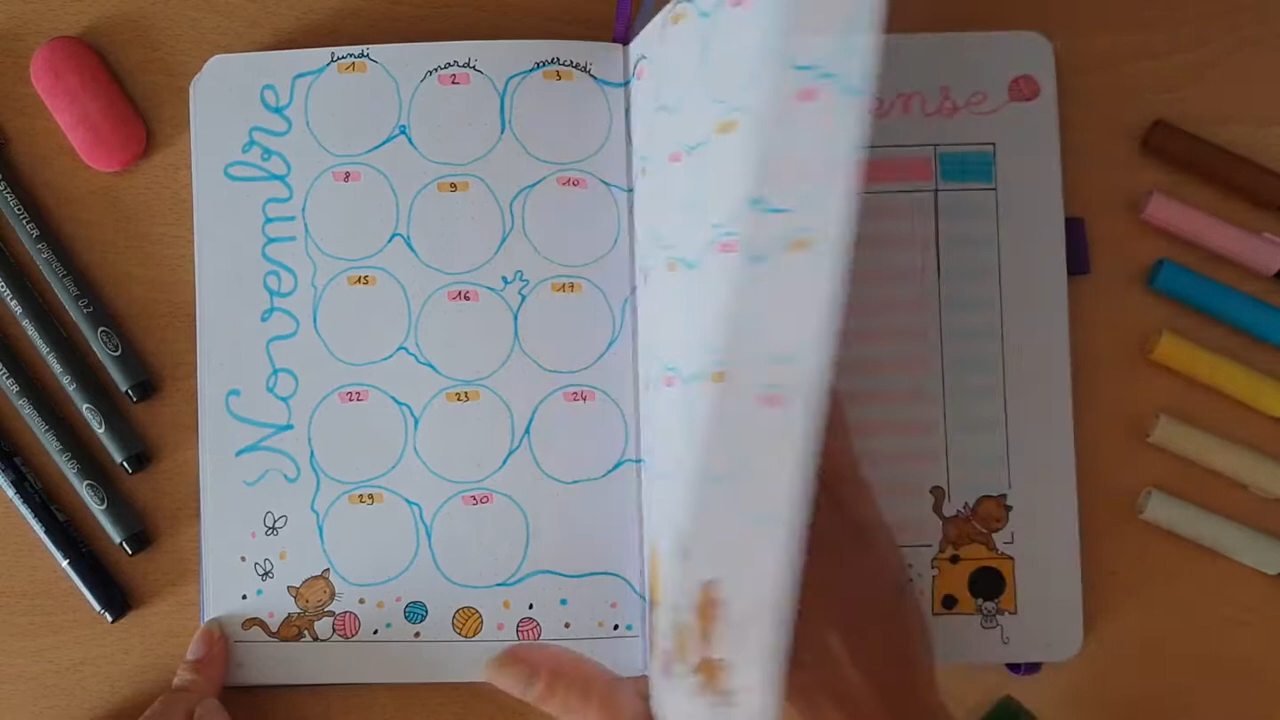 lundi
mardi
mercredi
1
2
3
Novembre
8
9
10
15
16
17
22
23
24
29
30
ense
STAEDTLER pigment liner 0.2
pigment liner 0.3
pigment liner 0.05